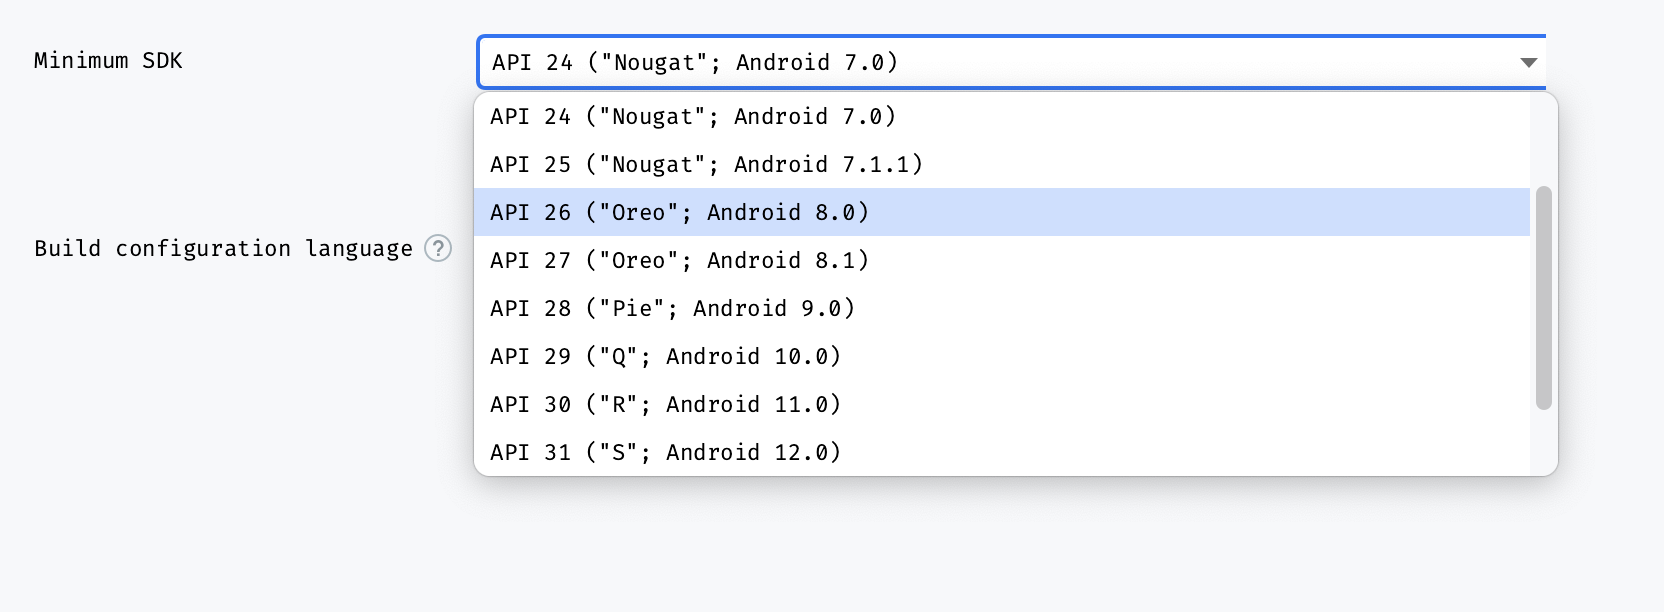 Minimum SDK
API 24 ("Nougat"; Android 7.0)
API 24 ("Nougat"; Android 7.0)
API 25 ("Nougat"; Android 7.1.1)
API 26 ("Oreo"; Android 8.0)
Build configuration language ?
API 27 ("Oreo"; Android 8.1)
API 28 ("Pie"; Android 9.0)
API 29 ("Q"; Android 10.0)
API 30 ("R"; Android 11.0)
API 31 ("S"; Android 12.0)